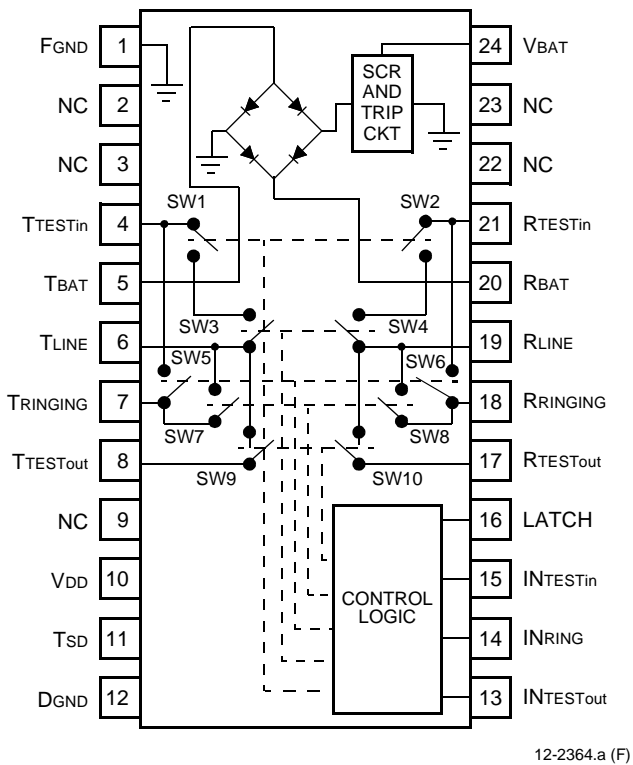 FGND 1
24 VBAT
SCR
AND
TRIP
CKT
NC 2
23 NC
NC 3
22 NC
SW1
SW2
TTESTin 4
21 RTESTin
TBAT 5
20 RBAT
SW3
SW4
TLINE 6
19 RLINE
SW5
SW6
TRINGING 7
18 RRINGING
SW7
SW8
TTESTout 8
17 RTESTout
SW9
SW10
NC 9
16 LATCH
VDD 10
15 INTESTin
CONTROL
LOGIC
TSD 11
14 INRING
DGND 12
13 INTESTout
12-2364.a (F)